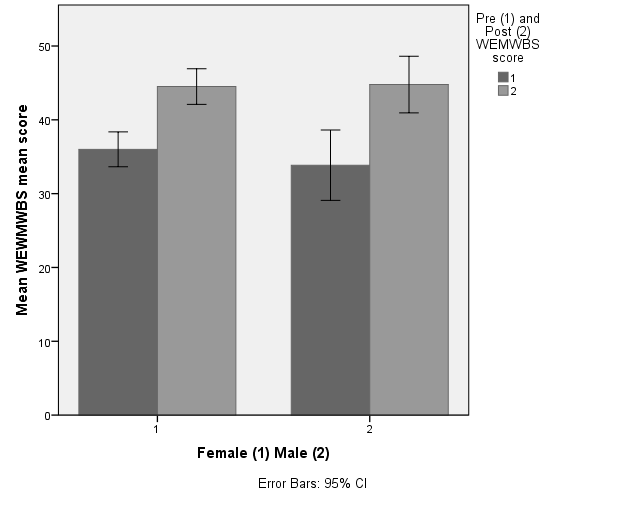 Pre (1) and
Post (2)
WEMWBS
score
1
2
50
40
30
20
10
0
Mean WEWMWBS mean score
1
2
Female (1) Male (2)
Error Bars: 95% CI